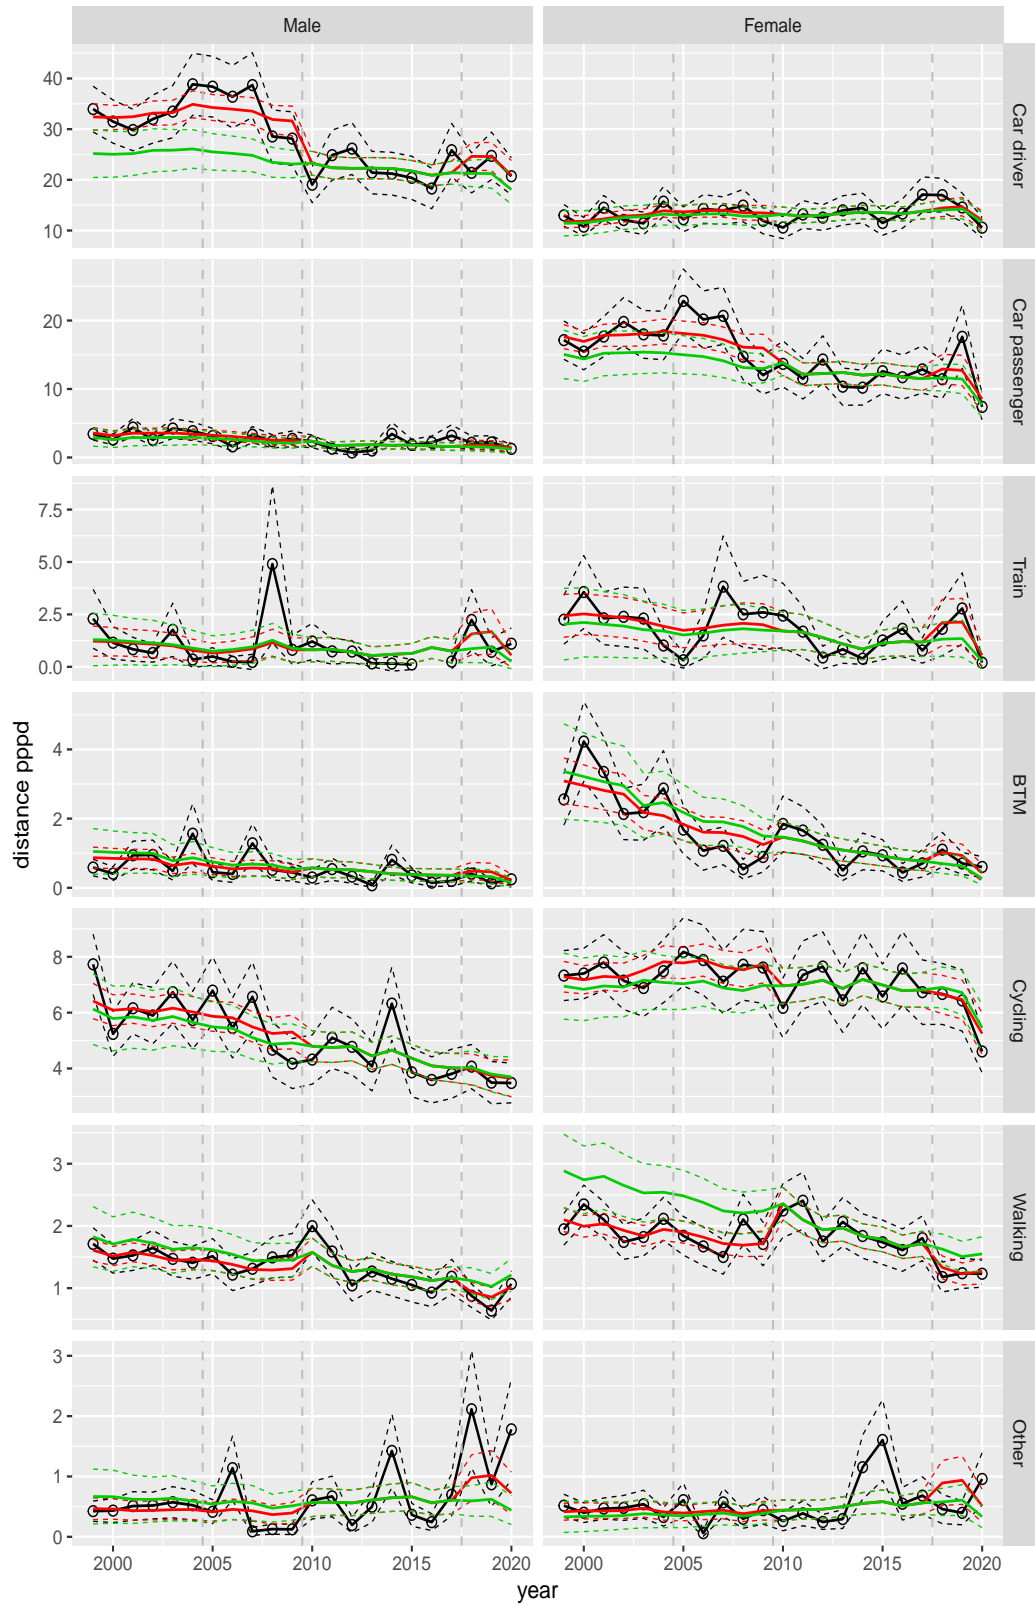 Male Female
40
30
20
10
Car driver
20
10
0
Car passenger
7.5
5.0
2.5
0.0
Train
4
2
0
BTM
8
6
4
Cycling
3
2
1
Walking
3
2
1
0
Other
distance pppd
2000 2005 2010 2015 2020 2000 2005 2010 2015 2020
year